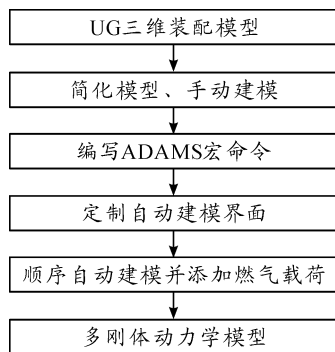 UG三维装配模型
简化模型、手动建模
编写ADAMS宏命令
定制自动建模界面
顺序自动建模并添加燃气载荷
多刚体动力学模型